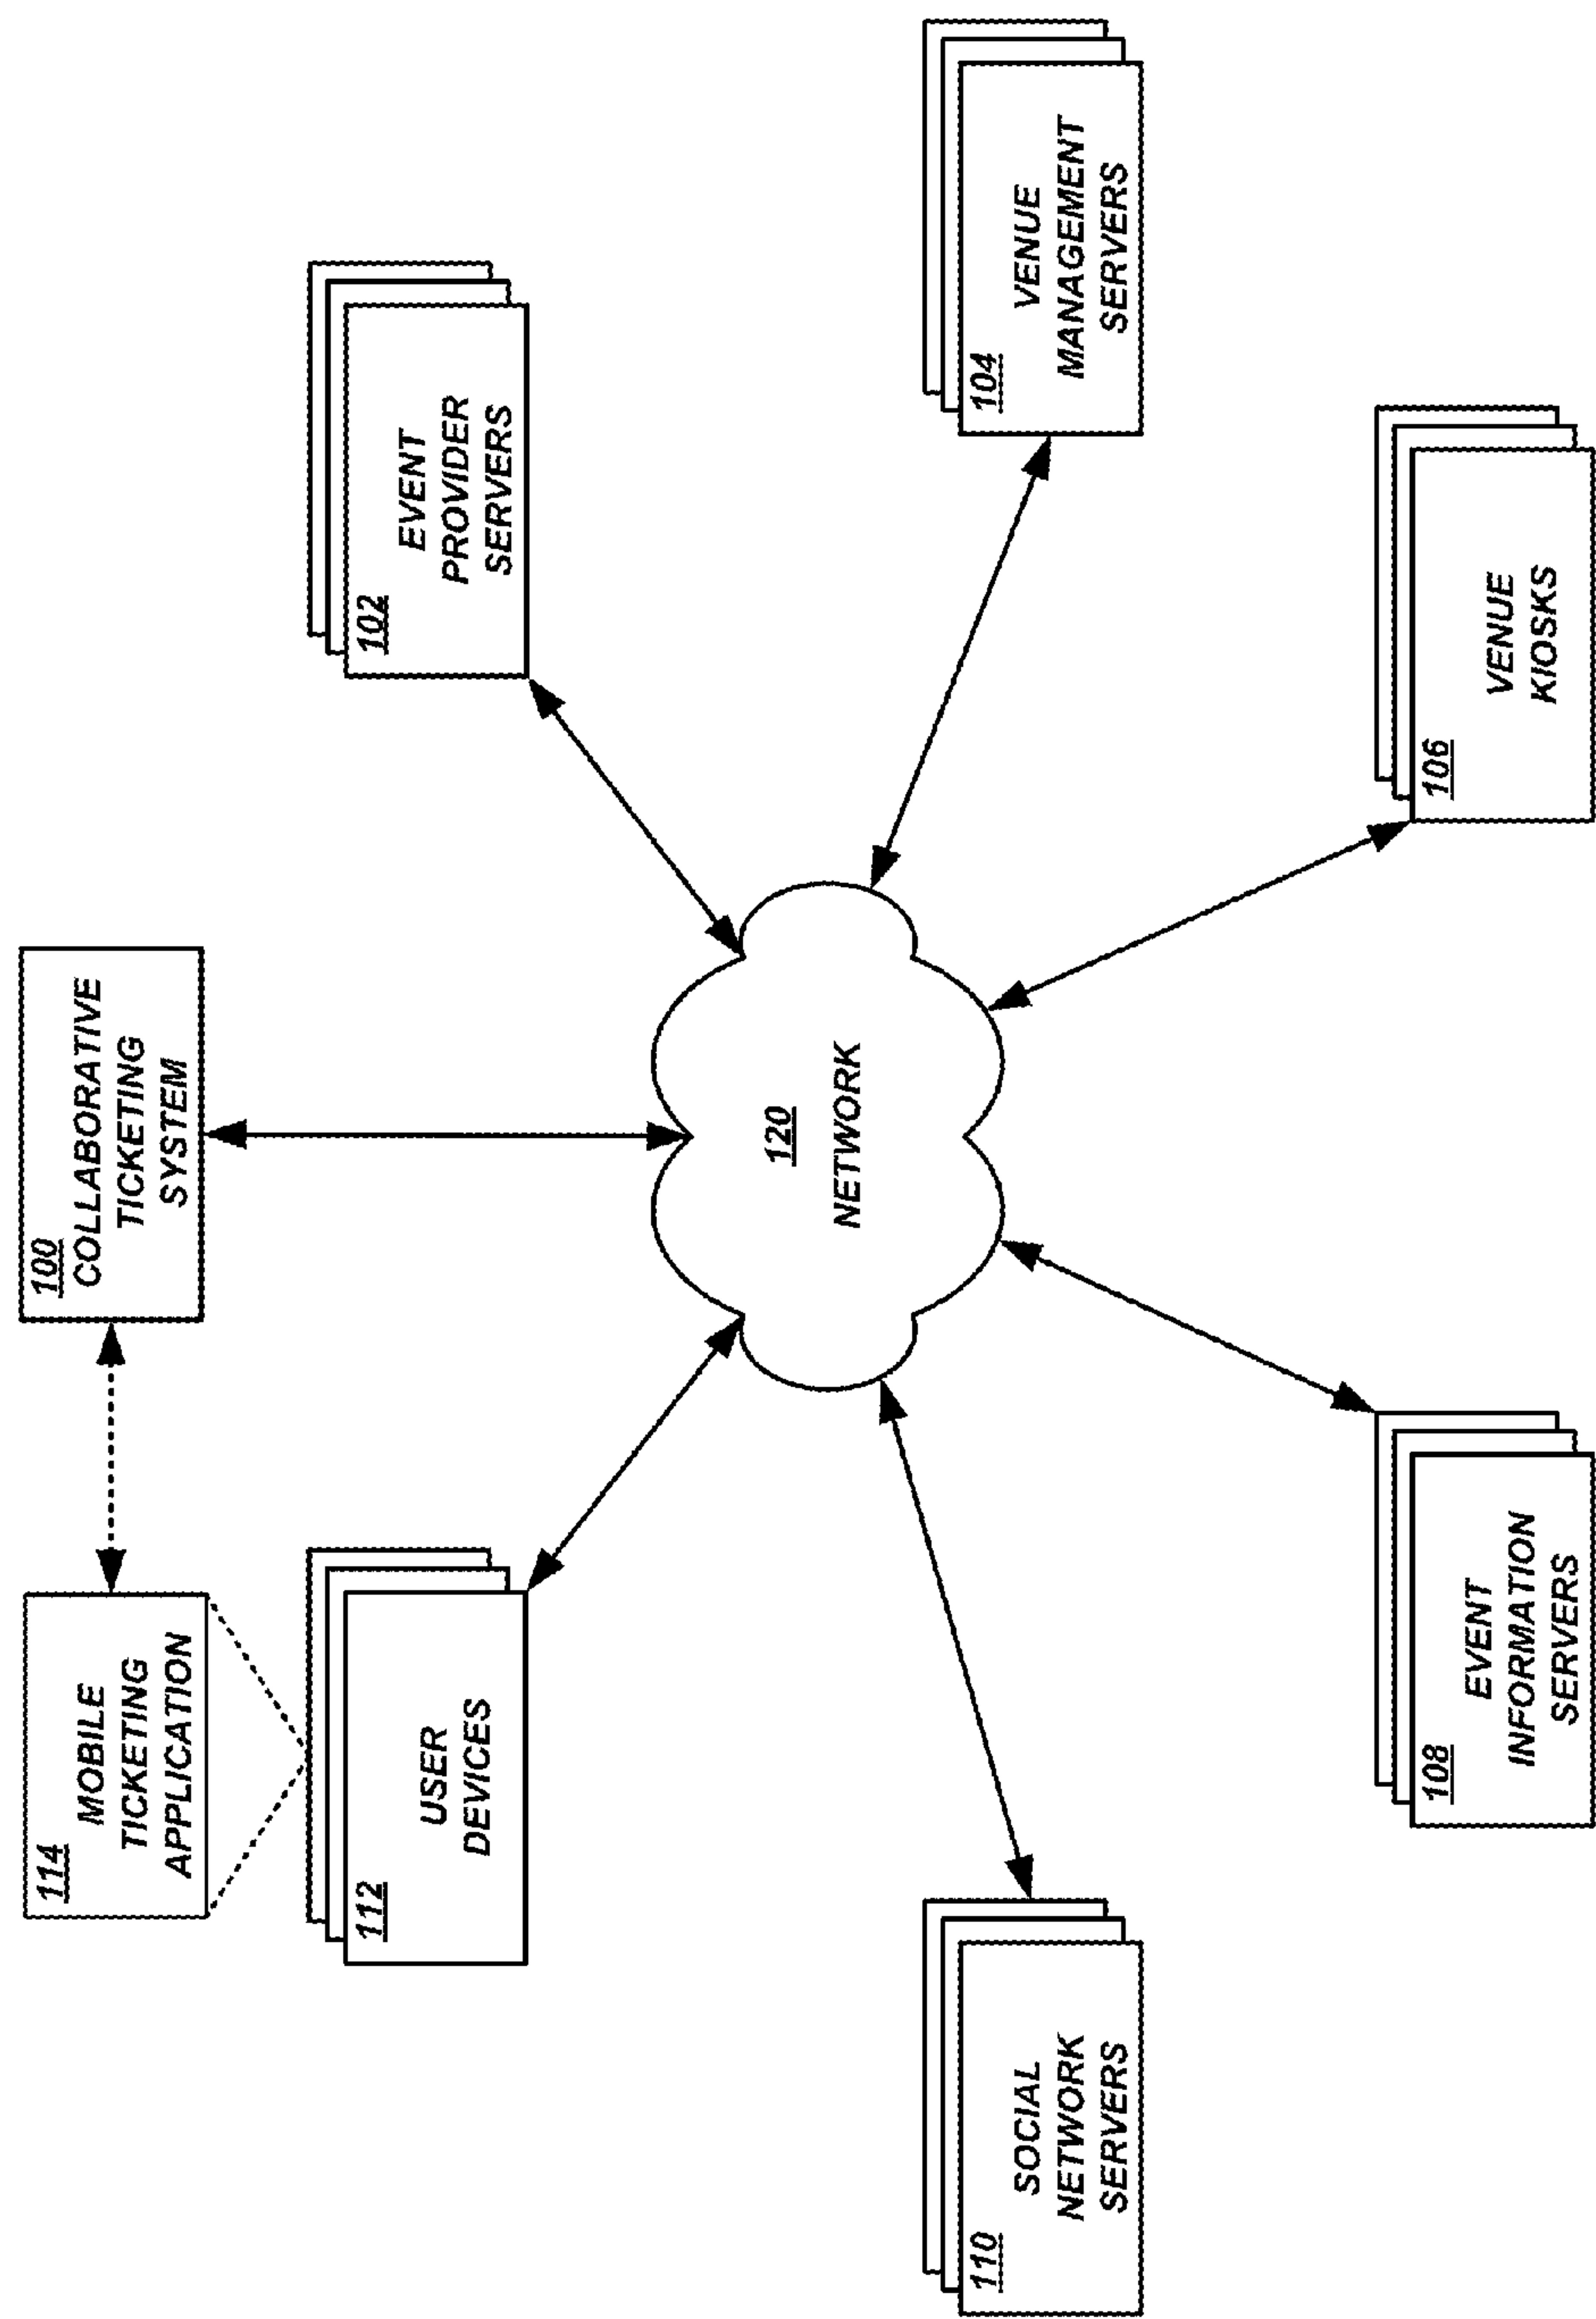 114
MOBILE
TICKETING
APPLICATION
100
COLLABORATIVE
TICKETING
SYSTEM
112
USER
DEVICES
102
EVENT
PROVIDER
SERVERS
120
NETWORK
110
SOCIAL
NETWORK
SERVERS
104
VENUE
MANAGEMENT
SERVERS
108
EVENT
INFORMATION
SERVERS
106
VENUE
KIOSKS